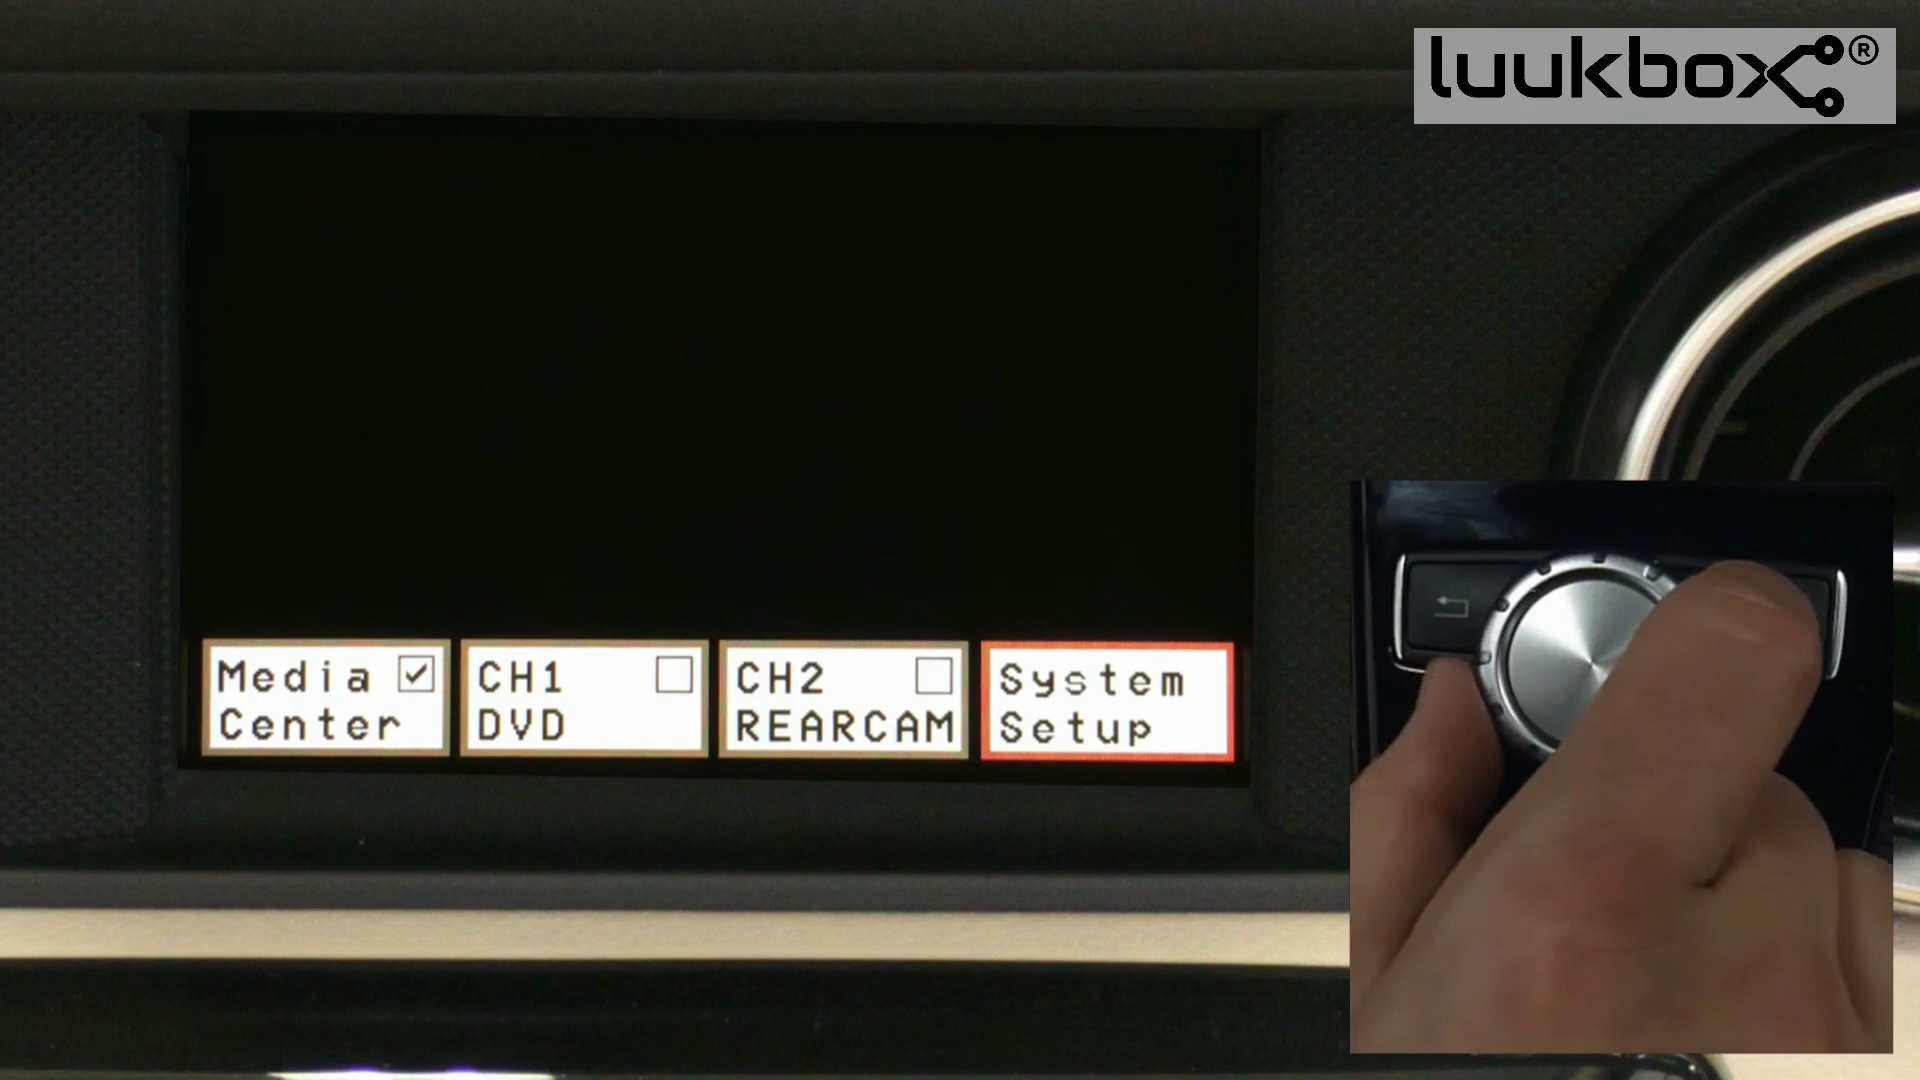 luukbox®
Media
Center
CH1
DVD
CH2
REARCAM
System
Setup